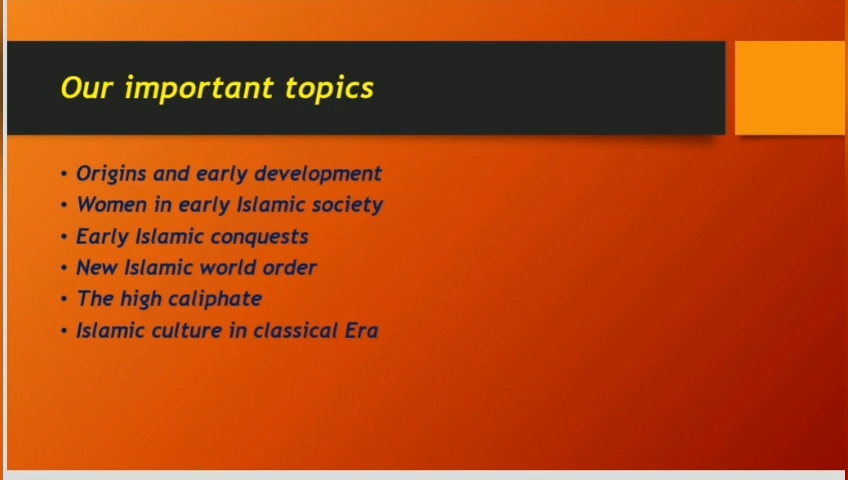 Our important topics
• Origins and early development
• Women in early Islamic society
• Early Islamic conquests
• New Islamic world order
• The high caliphate
• Islamic culture in classical Era